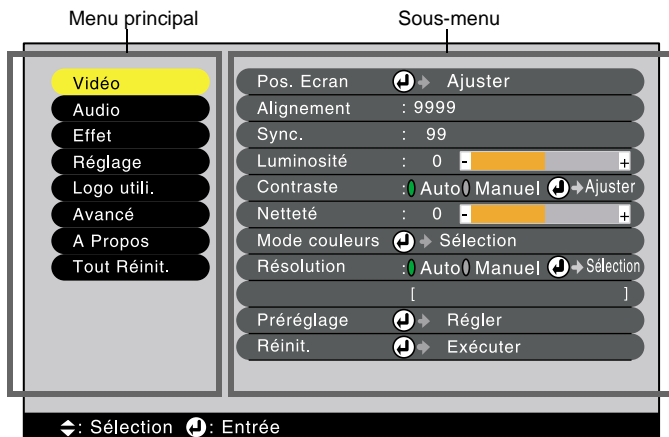 Menu principal
Sous-menu
Vidéo
Audio
Effet
Réglage
Logo utili.
Avancé
A Propos
Tout Réinit.
Pos. Ecran Ajuster
Alignement : 9999
Sync. : 99
Luminosité : 0 - +
Contraste : Auto Manuel Ajuster
Netteté : 0 - +
Mode couleurs Sélection
Résolution : Auto Manuel Sélection
[ ]
Préréglage Régler
Réinit. Exécuter
: Sélection : Entrée